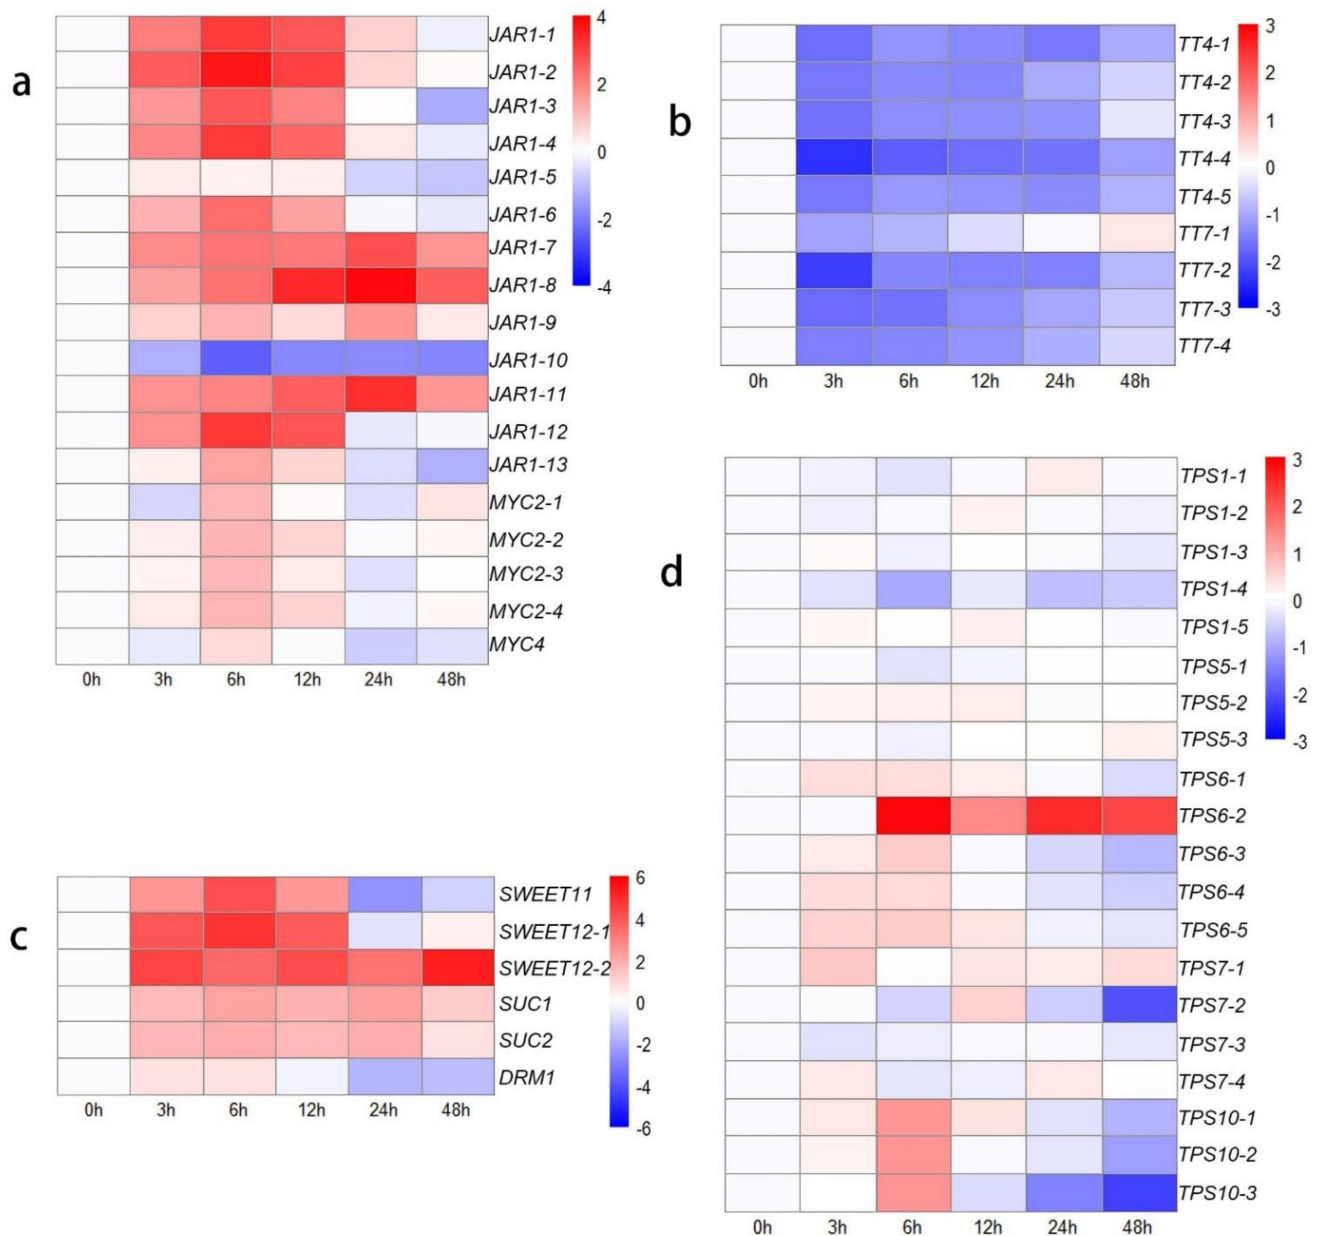 a
JAR1-1
JAR1-2
JAR1-3
JAR1-4
JAR1-5
JAR1-6
JAR1-7
JAR1-8
JAR1-9
JAR1-10
JAR1-11
JAR1-12
JAR1-13
MYC2-1
MYC2-2
MYC2-3
MYC2-4
MYC4
0h 3h 6h 12h 24h 48h
4
2
0
-2
-4
b
TT4-1
TT4-2
TT4-3
TT4-4
TT4-5
TT7-1
TT7-2
TT7-3
TT7-4
0h 3h 6h 12h 24h 48h
3
2
1
0
-1
-2
-3
c
SWEET11
SWEET12-1
SWEET12-2
SUC1
SUC2
DRM1
0h 3h 6h 12h 24h 48h
6
4
2
0
-2
-4
-6
d
TPS1-1
TPS1-2
TPS1-3
TPS1-4
TPS1-5
TPS5-1
TPS5-2
TPS5-3
TPS6-1
TPS6-2
TPS6-3
TPS6-4
TPS6-5
TPS7-1
TPS7-2
TPS7-3
TPS7-4
TPS10-1
TPS10-2
TPS10-3
0h 3h 6h 12h 24h 48h
3
2
1
0
-1
-2
-3